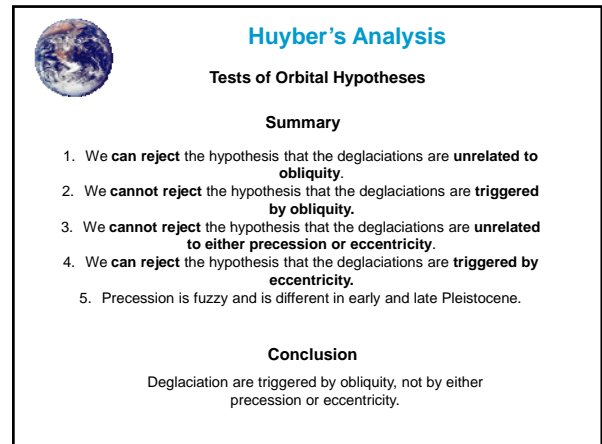 Huyber's Analysis
Tests of Orbital Hypotheses
Summary
1. We can reject the hypothesis that the deglaciations are unrelated to
obliquity.
2. We cannot reject the hypothesis that the deglaciations are triggered
by obliquity.
3. We cannot reject the hypothesis that the deglaciations are unrelated
to either precession or eccentricity.
4. We can reject the hypothesis that the deglaciations are triggered by
eccentricity.
5. Precession is fuzzy and is different in early and late Pleistocene.
Conclusion
Deglaciation are triggered by obliquity, not by either
precession or eccentricity.